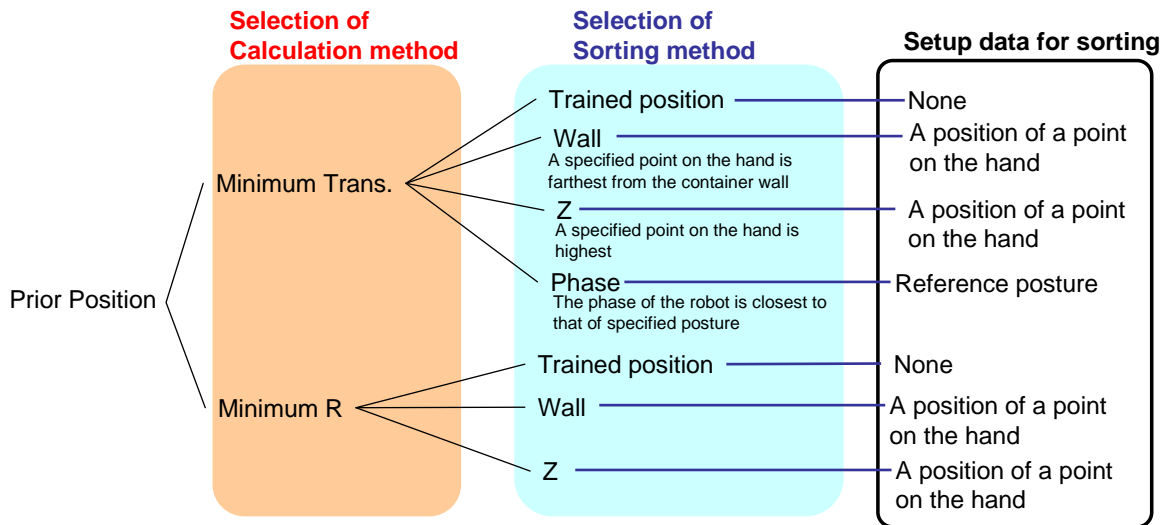 Selection of
Calculation method
Selection of
Sorting method
Setup data for sorting
Prior Position
Minimum Trans.
Trained position
None
Wall
A specified point on the hand is
farthest from the container wall
A position of a point
on the hand
Z
A specified point on the hand is
highest
A position of a point
on the hand
Phase
The phase of the robot is closest to
that of specified posture
Reference posture
Minimum R
Trained position
None
Wall
A position of a point
on the hand
Z
A position of a point
on the hand